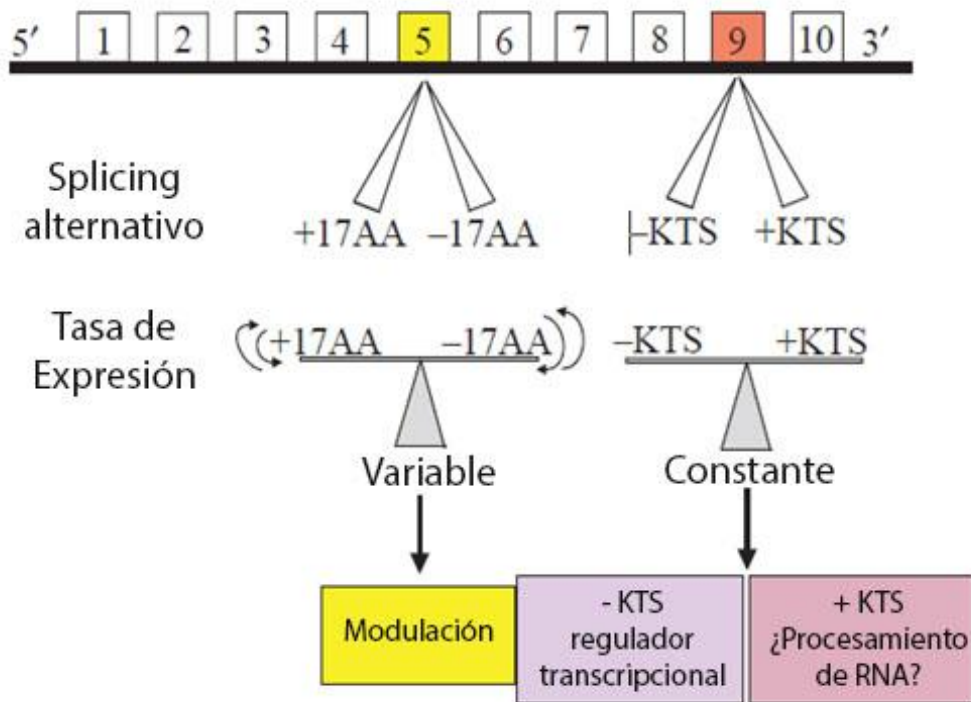 5′ 1 2 3 4 5 6 7 8 9 10 3′
Splicing
alternativo
+17AA –17AA |–KTS +KTS
Tasa de
Expresión
+17AA –17AA –KTS +KTS
Variable Constante
Modulación
- KTS
regulador
transcripcional
+ KTS
¿Procesamiento
de RNA?